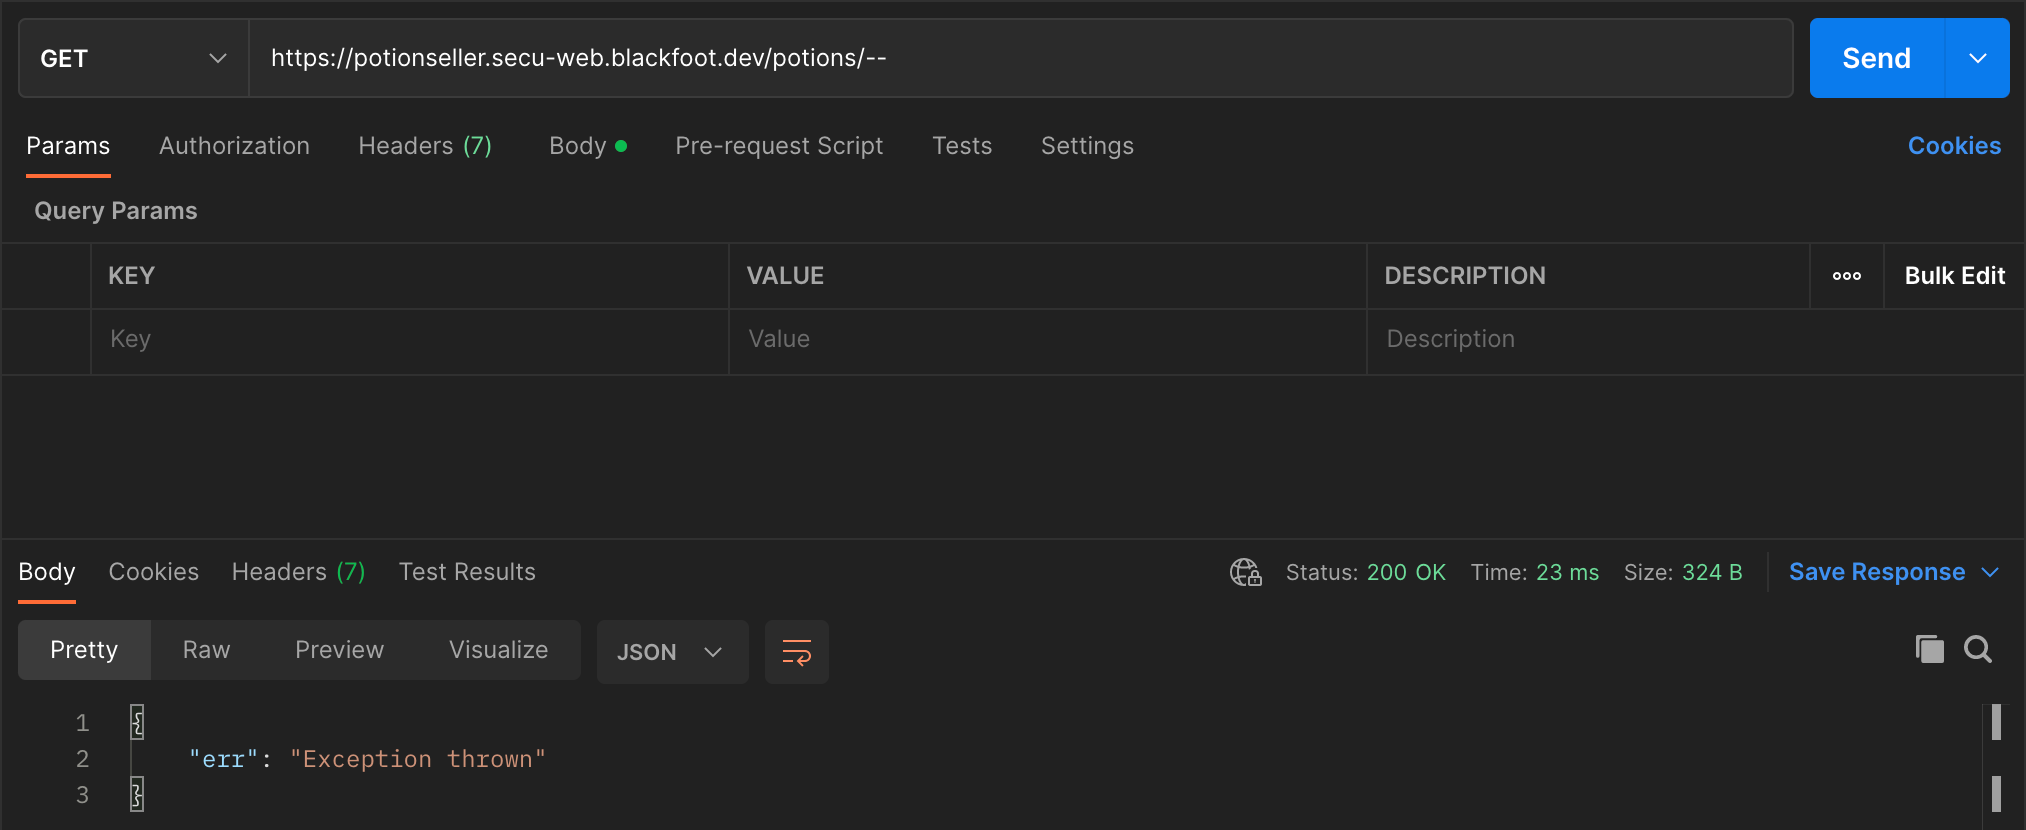 GET https://potionseller.secu-web.blackfoot.dev/potions/-- Send
Params Authorization Headers (7) Body Pre-request Script Tests Settings Cookies
Query Params
KEY VALUE DESCRIPTION ooo Bulk Edit
Key Value Description
Body Cookies Headers (7) Test Results Status: 200 OK Time: 23 ms Size: 324 B Save Response
Pretty Raw Preview Visualize JSON
1 {
2 "err": "Exception thrown"
3 }